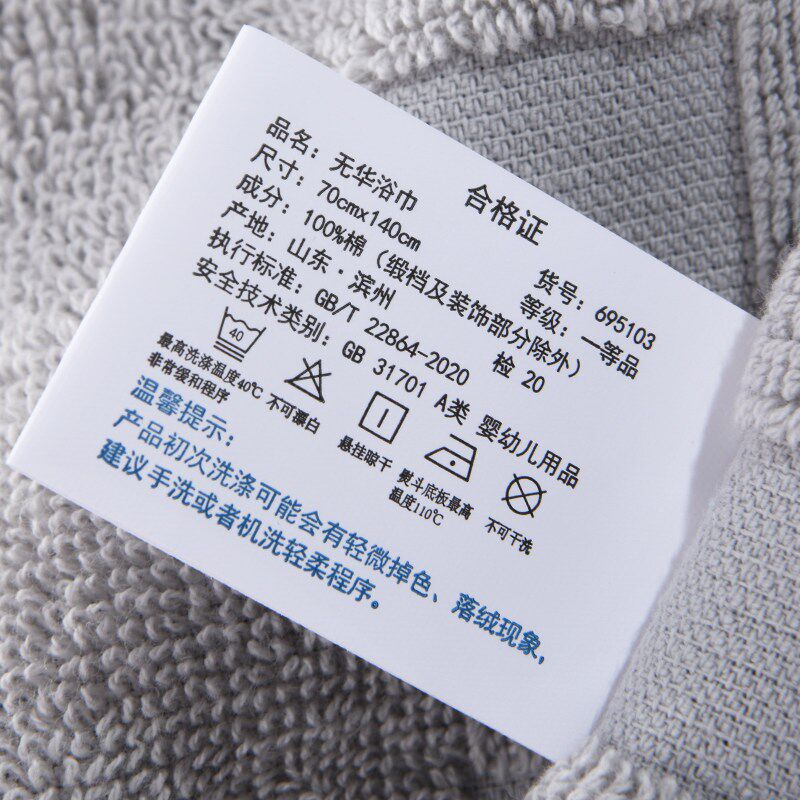 合格证
品名：无华浴巾
货号：695103
尺寸：70cmx140cm
等级：一等品
成分：100%棉（缎档及装饰部分除外）
产地：山东·滨州
检 20
执行标准：GB/T 22864-2020
安全技术类别：GB 31701 A类 婴幼儿用品
40
最高洗涤温度40℃
非常缓和程序
不可漂白
悬挂晾干
熨斗底板最高
温度110℃
不可干洗
温馨提示：
产品初次洗涤可能会有轻微掉色、落绒现象，
建议手洗或者机洗轻柔程序。